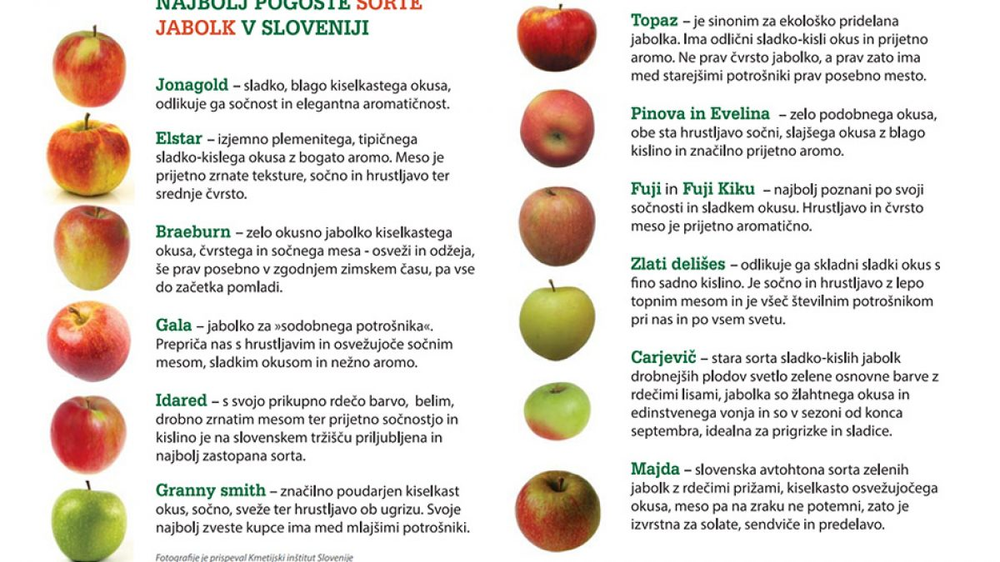 NAJBOLJ POGOSTE SORTE
JABOLK V SLOVENIJI
Jonagold – sladko, blago kiselkastega okusa,
odlikuje ga sočnost in elegantna aromatičnost.
Elstar – izjemno plemenitega, tipičnega
sladko-kislega okusa z bogato aromo. Meso je
prijetno zrnate teksture, sočno in hrustljavo ter
srednje čvrsto.
Braeburn – zelo okusno jabolko kiselkastega
okusa, čvrstega in sočnega mesa - osveži in odžeja,
še prav posebno v zgodnjem zimskem času, pa vse
do začetka pomladi.
Gala – jabolko za »sodobnega potrošnika«.
Prepriča nas s hrustljavim in osvežujoče sočnim
mesom, sladkim okusom in nežno aromo.
Idared – s svojo prikupno rdečo barvo, belim,
drobno zrnatim mesom ter prijetno sočnostjo in
kislino je na slovenskem tržišču priljubljena in
najbolj zastopana sorta.
Granny smith – značilno poudarjen kiselkast
okus, sočno, sveže ter hrustljavo ob ugrizu. Svoje
najbolj zveste kupce ima med mlajšimi potrošniki.
Fotografije je prispeval Kmetijski inštitut Slovenije
Topaz – je sinonim za ekološko pridelana
jabolka. Ima odlični sladko-kisli okus in prijetno
aromo. Ne prav čvrsto jabolko, a prav zato ima
med starejšimi potrošniki prav posebno mesto.
Pinova in Evelina – zelo podobnega okusa,
obe sta hrustljavo sočni, slajšega okusa z blago
kislino in značilno prijetno aromo.
Fuji in Fuji Kiku – najbolj poznani po svoji
sočnosti in sladkem okusu. Hrustljavo in čvrsto
meso je prijetno aromatično.
Zlati delišes – odlikuje ga skladni sladki okus s
fino sadno kislino. Je sočno in hrustljavo z lepo
topnim mesom in je všeč številnim potrošnikom
pri nas in po vsem svetu.
Carjevič – stara sorta sladko-kislih jabolk
drobnejših plodov svetlo zelene osnovne barve z
rdečimi lisami, jabolka so žlahtnega okusa in
edinstvenega vonja in so v sezoni od konca
septembra, idealna za prigrizke in sladice.
Majda – slovenska avtohtona sorta zelenih
jabolk z rdečimi prižami, kiselkasto osvežujočega
okusa, meso pa na zraku ne potemni, zato je
izvrstna za solate, sendviče in predelavo.